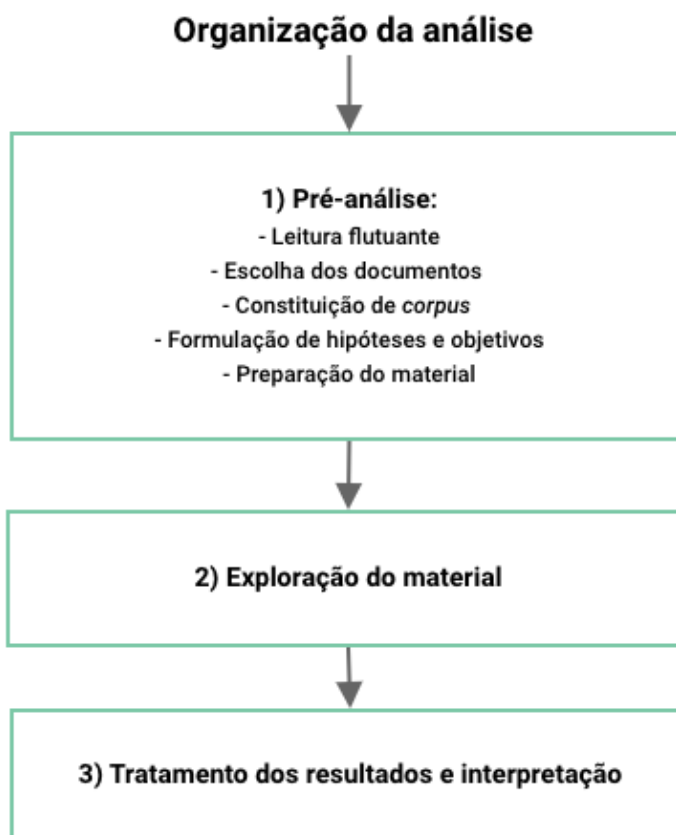 Organização da análise
1) Pré-análise:
- Leitura flutuante
- Escolha dos documentos
- Constituição de corpus
- Formulação de hipóteses e objetivos
- Preparação do material
2) Exploração do material
3) Tratamento dos resultados e interpretação